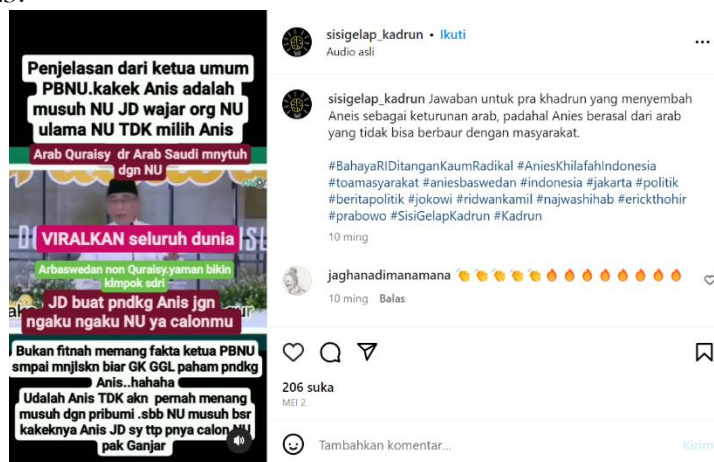 Penjelasan dari ketua umum
PBNU.kakek Anis adalah
musuh NU JD wajar org NU
ulama NU TDK milih Anis
Arab Quraisy dr Arab Saudi mnytuh
dgn NU
VIRALKAN seluruh dunia
Arbaswedan non Quraisy.yaman bikin
klmpok sdri
JD buat pndkg Anis jgn
ngaku ngaku NU ya calonmu
Bukan fitnah memang fakta ketua PBNU
smpai mnjlskn biar GK GGL paham pndkg
Anis..hahaha
Udalah Anis TDK akn pernah menang
musuh dgn pribumi .sbb NU musuh bsr
kakeknya Anis JD sy ttp pnya calon NU
pak Ganjar
sisigelap_kadrun • Ikuti
Audio asli
sisigelap_kadrun Jawaban untuk pra khadrun yang menyembah
Aneis sebagai keturunan arab, padahal Anies berasal dari arab
yang tidak bisa berbaur dengan masyarakat.
#BahayaRIDitanganKaumRadikal #AniesKhilafahIndonesia
#toamasyarakat #aniesbaswedan #indonesia #jakarta #politik
#beritapolitik #jokowi #ridwankamil #najwashihab #erickthohir
#prabowo #SisiGelapKadrun #Kadrun
10 ming
jaghanadimanamana 👏👏👏👏👏🔥🔥🔥🔥🔥🔥🔥🔥
10 ming Balas
206 suka
MEI 2
Tambahkan komentar...
Kirim